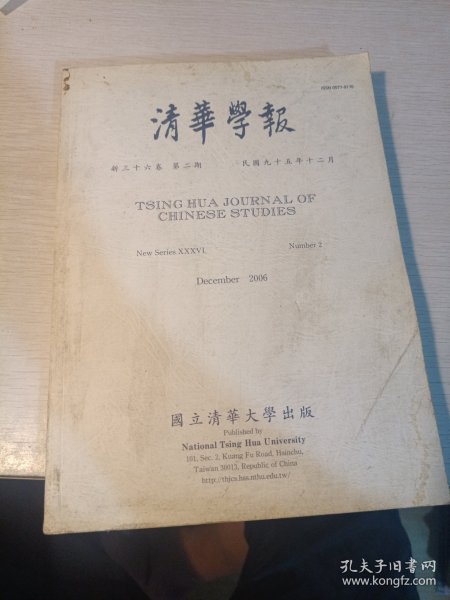 ISSN 0577-9170
清華學報
新三十六卷 第二期 民國九十五年十二月
TSING HUA JOURNAL OF
CHINESE STUDIES
New Series XXXVI, Number 2
December 2006
國立清華大學出版
Published by
National Tsing Hua University
101, Sec. 2, Kuang Fu Road, Hsinchu,
Taiwan 30013, Republic of China
http://thjcs.hss.nthu.edu.tw/
孔夫子旧书网
www.kongfz.com